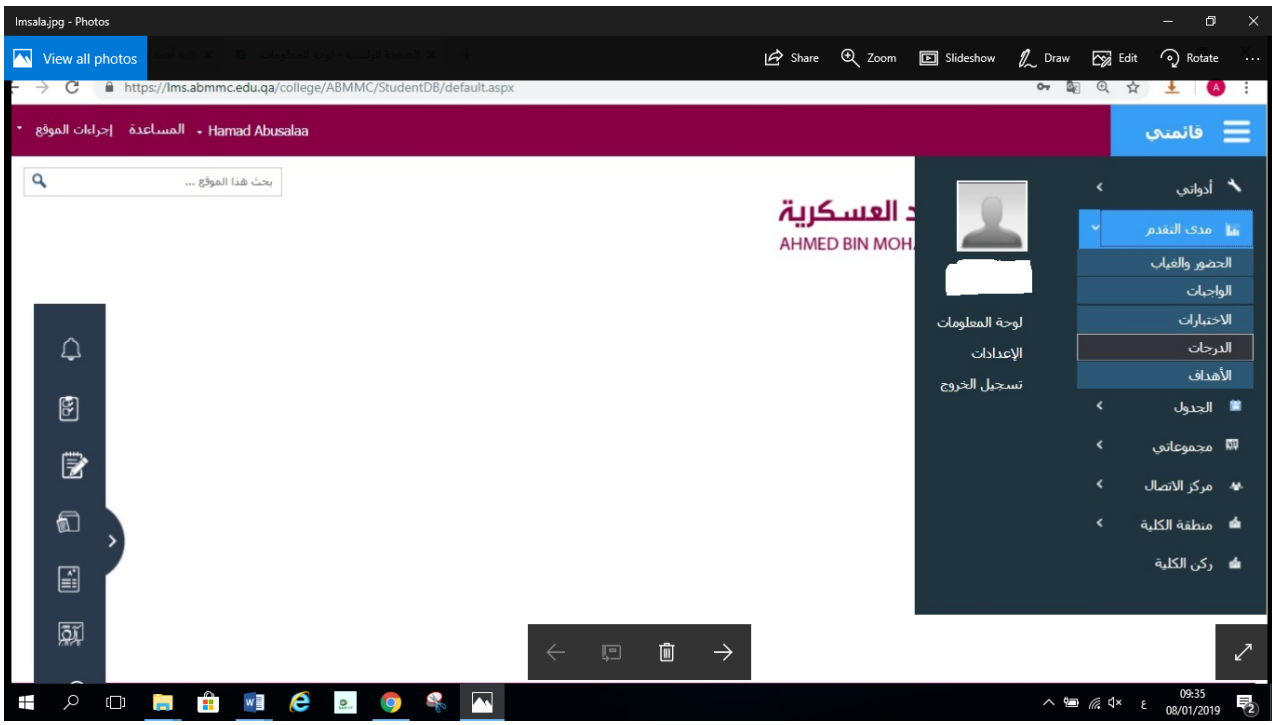 lmsala.jpg - Photos
View all photos
Share
Zoom
Slideshow
Draw
Edit
Rotate
https://lms.abmmc.edu.qa/college/ABMMC/StudentDB/default.aspx
قائمتي
Hamad Abusalaa
المساعدة
إجراءات الموقع
بحث هذا الموقع ...
د العسكرية
AHMED BIN MOH
لوحة المعلومات
الإعدادات
تسجيل الخروج
أدواتي
مدى التقدم
الحضور والغياب
الواجبات
الاختبارات
الدرجات
الأهداف
الجدول
مجموعاتي
مركز الاتصال
منطقة الكلية
ركن الكلية
ع
09:35
08/01/2019
2